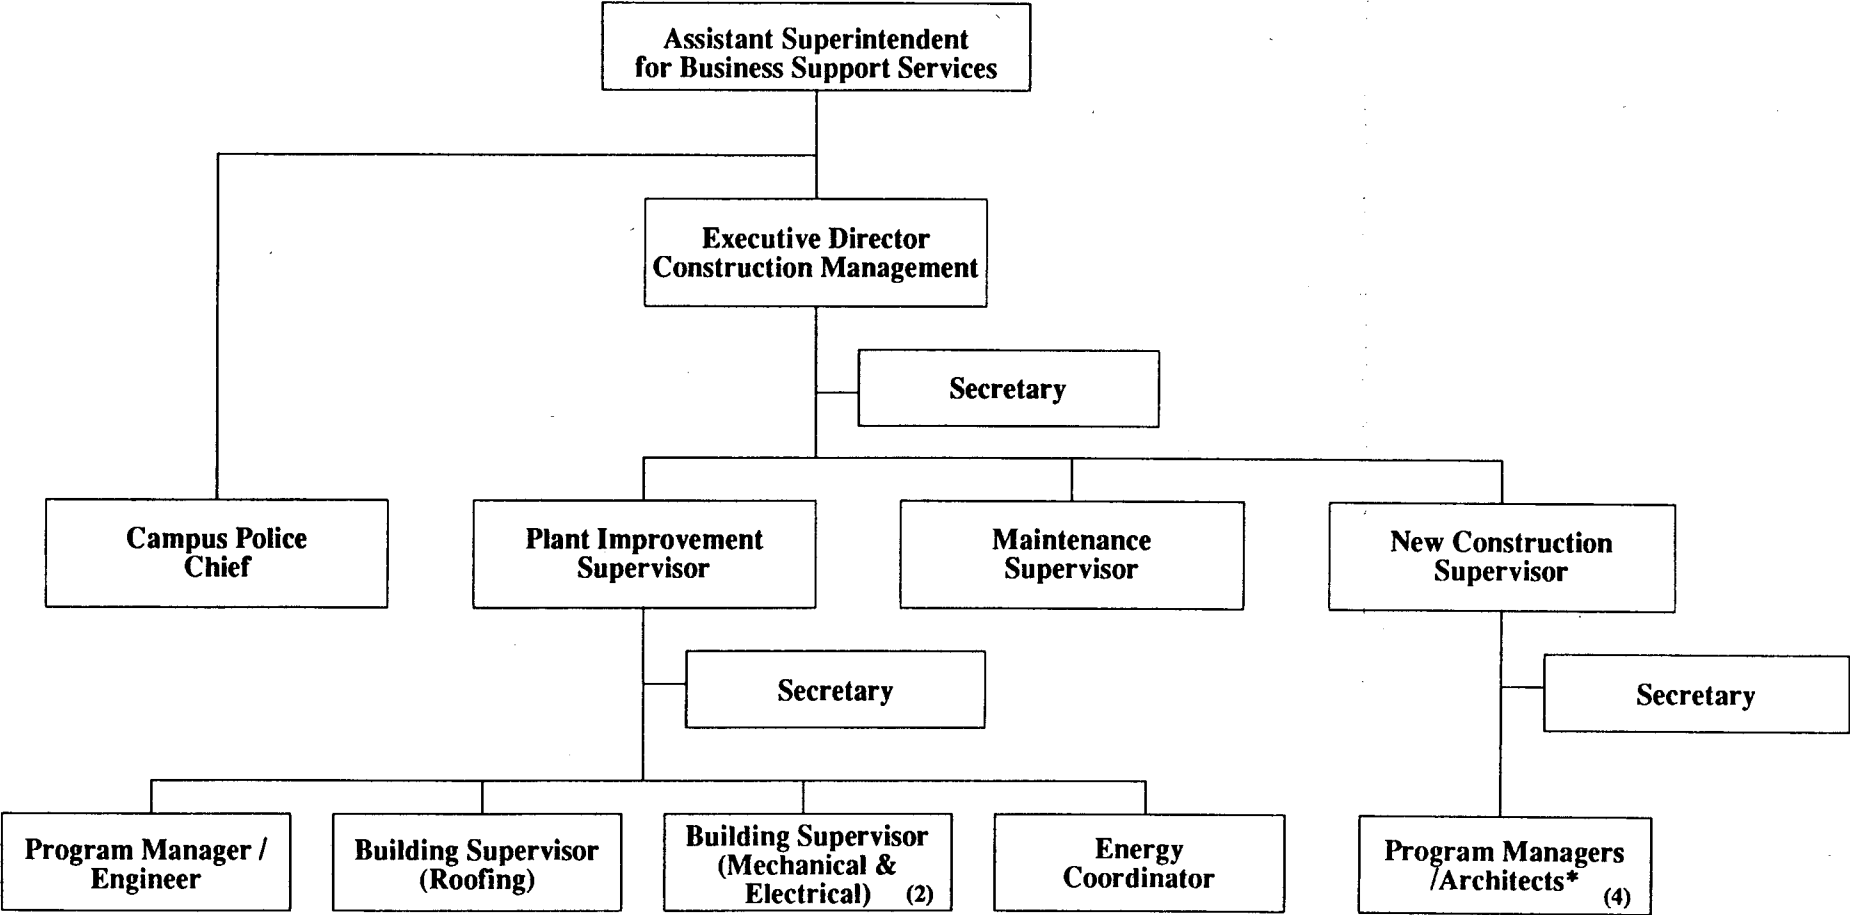 Assistant Superintendent
for Business Support Services
Executive Director
Construction Management
Secretary
Campus Police
Chief
Plant Improvement
Supervisor
Maintenance
Supervisor
New Construction
Supervisor
Secretary
Secretary
Program Manager /
Engineer
Building Supervisor
(Roofing)
Building Supervisor
(Mechanical &
Electrical) (2)
Energy
Coordinator
Program Managers
/Architects*
(4)